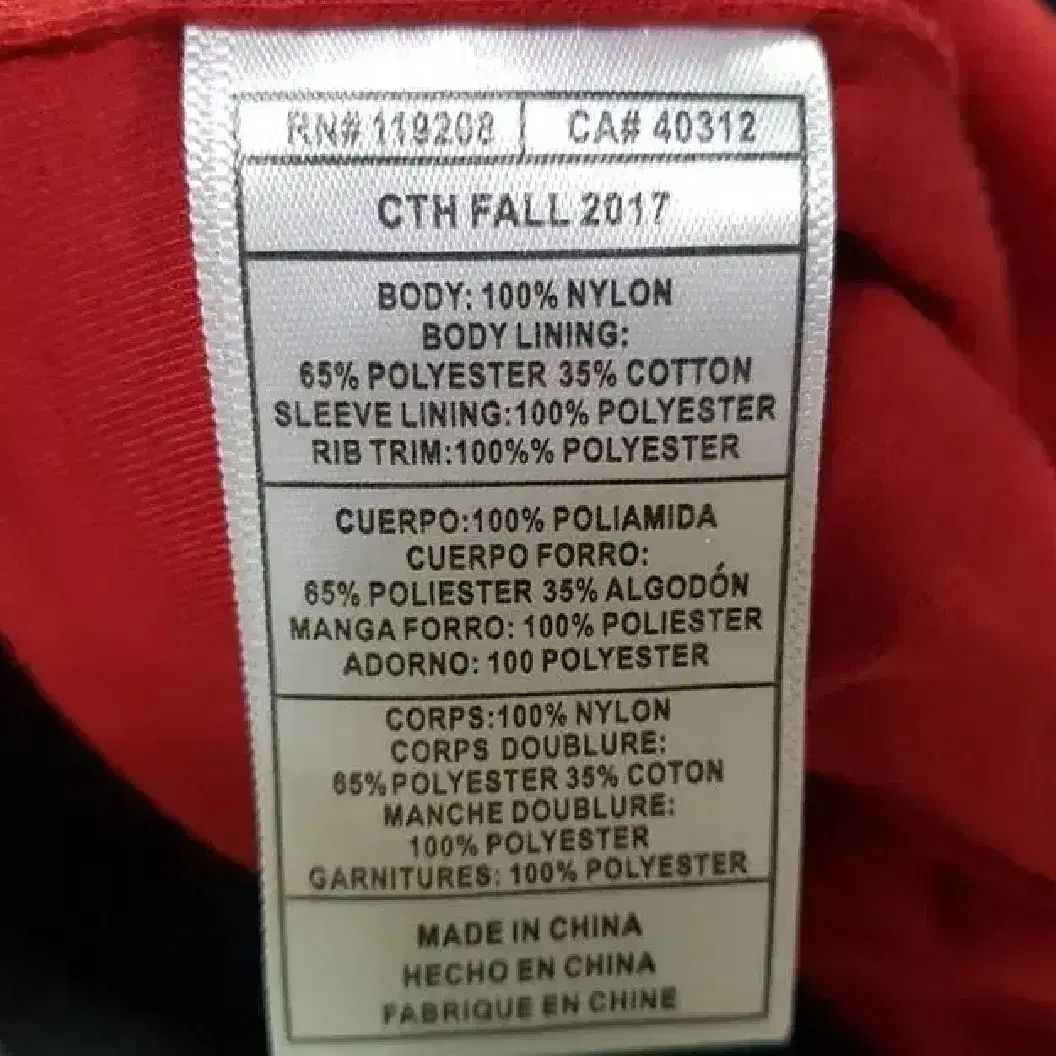 RN# 119208 | CA# 40312
CTH FALL 2017
BODY: 100% NYLON
BODY LINING:
65% POLYESTER 35% COTTON
SLEEVE LINING:100% POLYESTER
RIB TRIM:100%% POLYESTER
CUERPO:100% POLIAMIDA
CUERPO FORRO:
65% POLIESTER 35% ALGODÓN
MANGA FORRO: 100% POLIESTER
ADORNO: 100 POLYESTER
CORPS:100% NYLON
CORPS DOUBLURE:
65% POLYESTER 35% COTON
MANCHE DOUBLURE:
100% POLYESTER
GARNITURES: 100% POLYESTER
MADE IN CHINA
HECHO EN CHINA
FABRIQUE EN CHINE